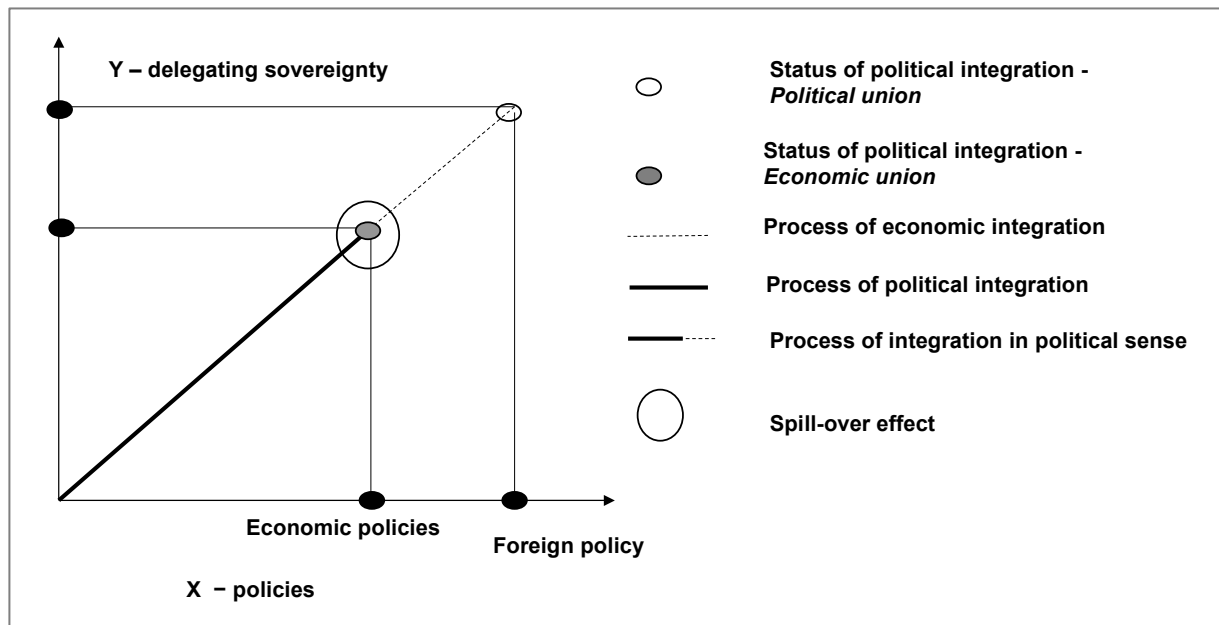 Y – delegating sovereignty
Economic policies
Foreign policy
X – policies
Status of political integration -
Political union
Status of political integration -
Economic union
Process of economic integration
Process of political integration
Process of integration in political sense
Spill-over effect